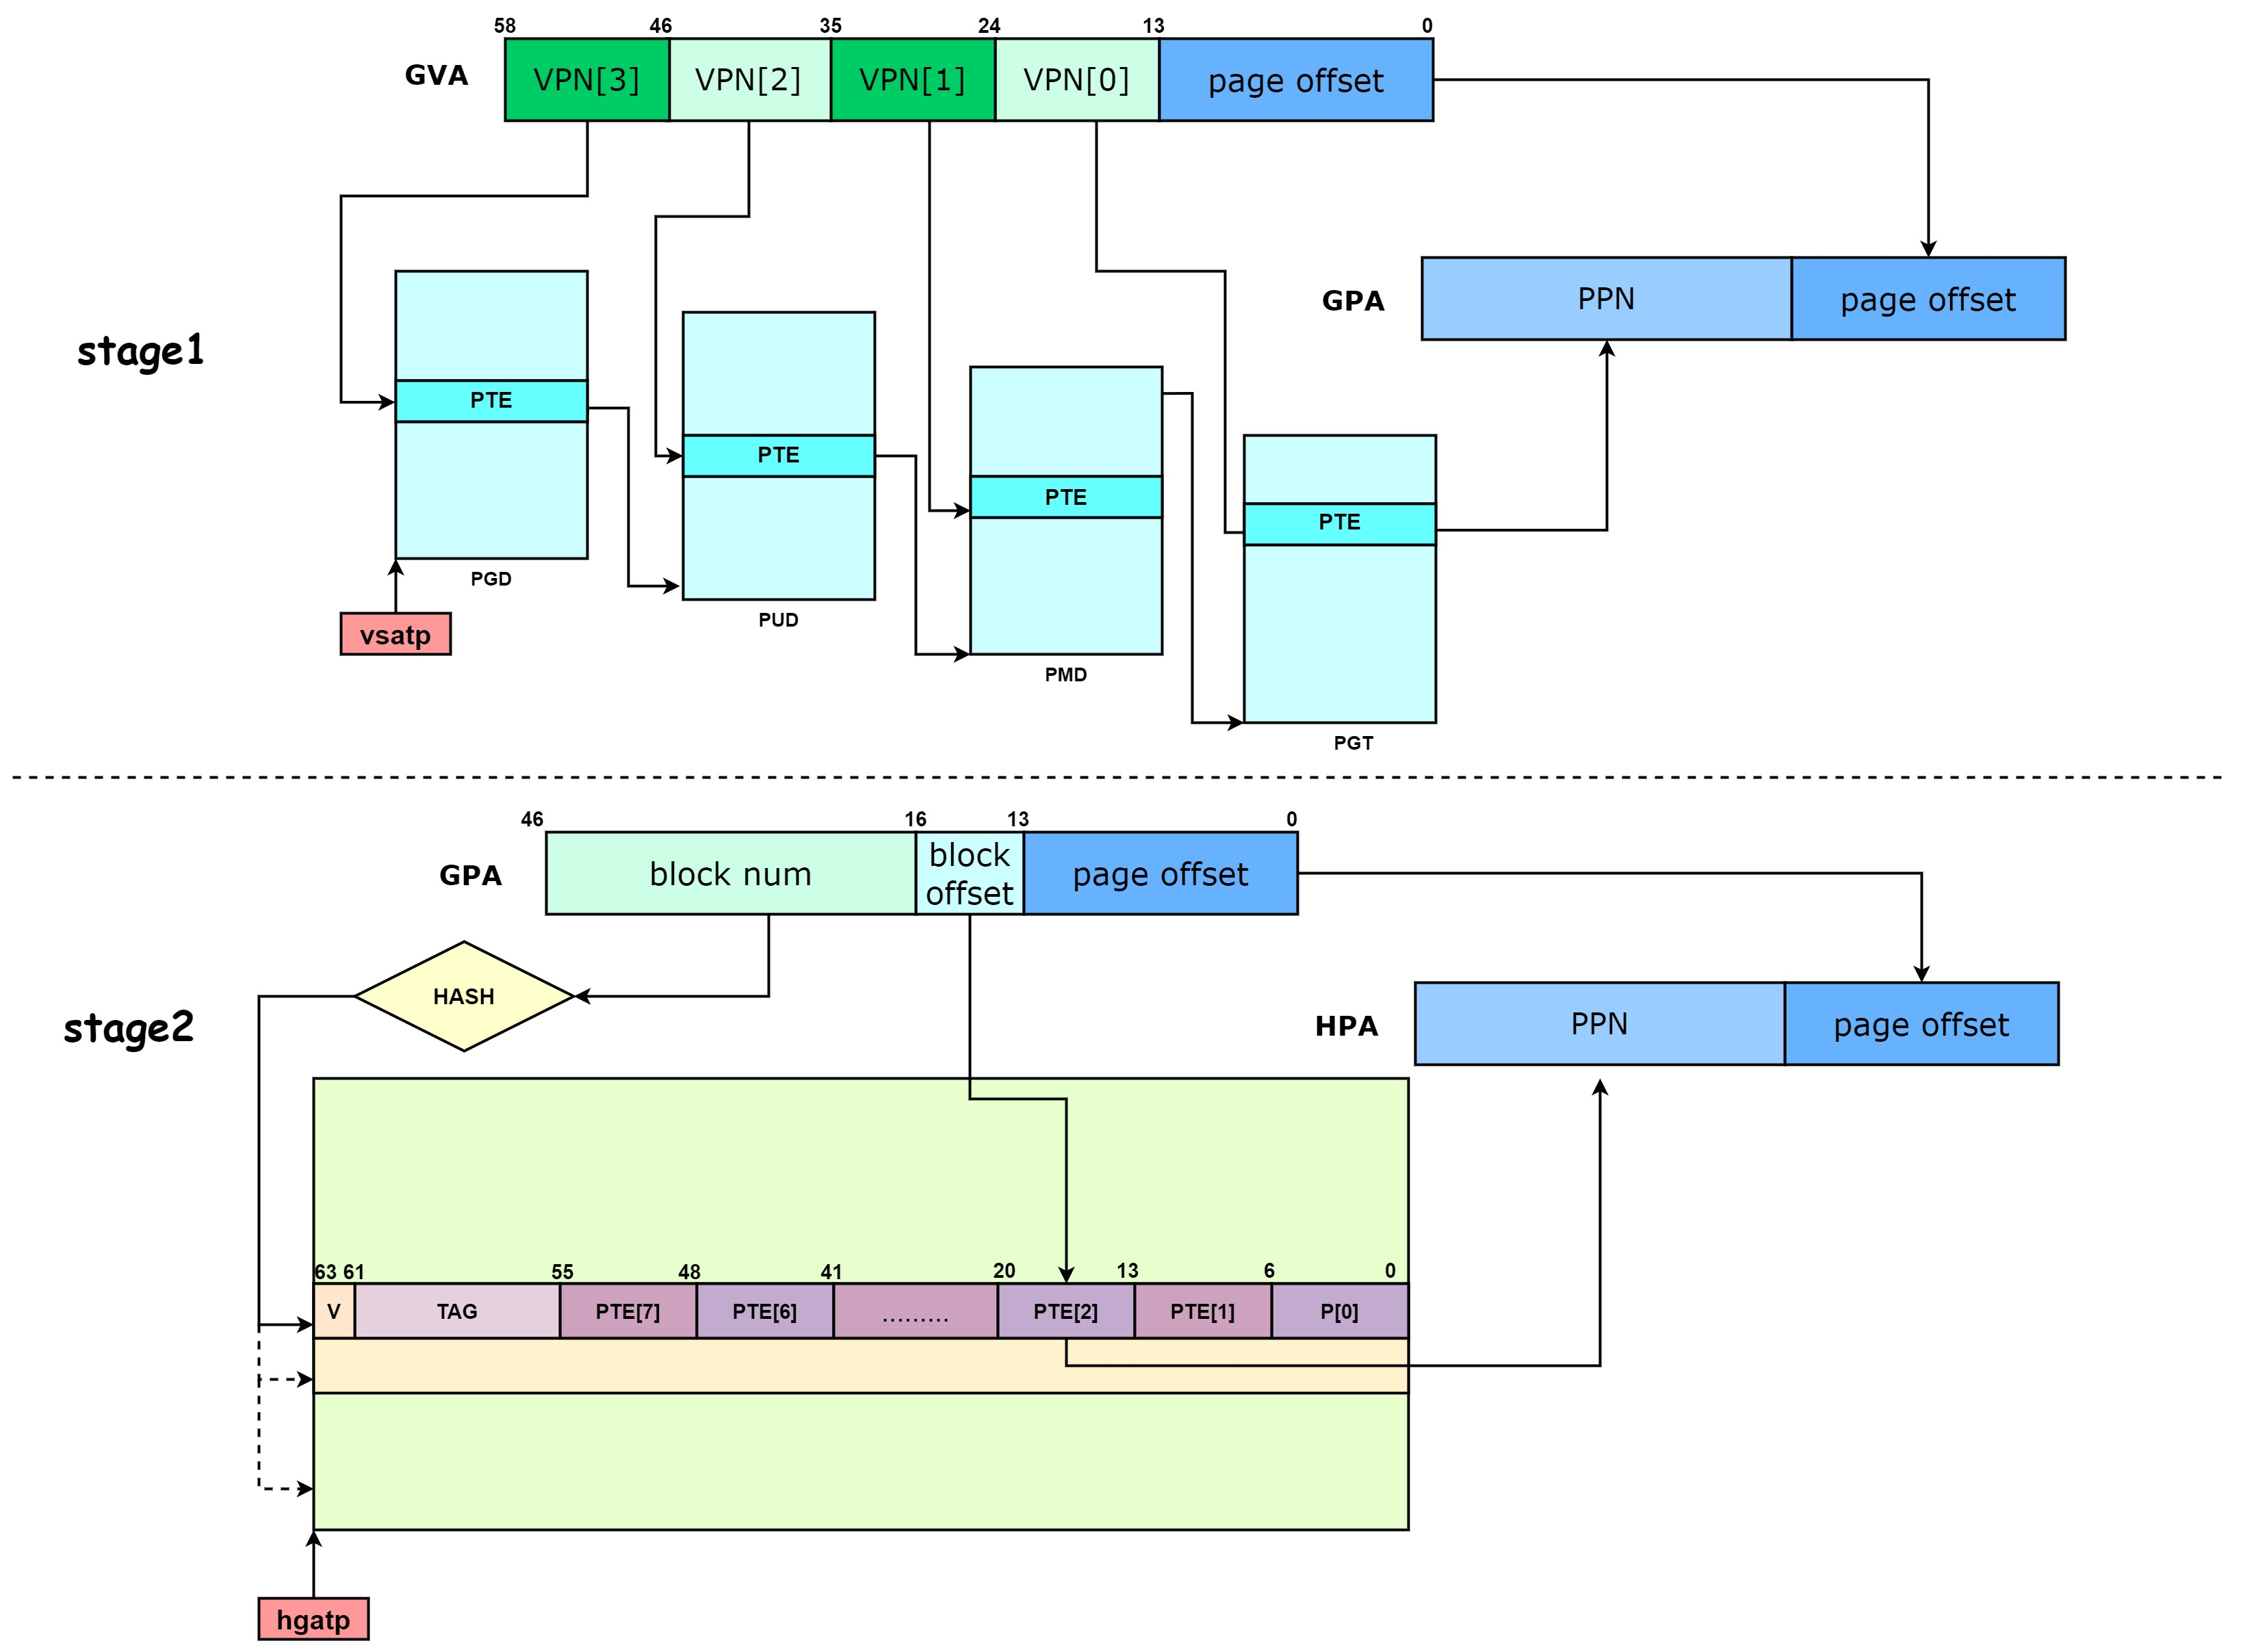 58 46 35 24 13 0
GVA VPN[3] VPN[2] VPN[1] VPN[0] page offset
GPA PPN page offset
stage1
PTE
PTE
PTE
PTE
PGD
PUD
vsatp
PMD
PGT
46 16 13 0
GPA block num block page offset
offset
HASH
stage2
HPA PPN page offset
63 61 55 48 41 20 13 6 0
V TAG PTE[7] PTE[6] ......... PTE[2] PTE[1] P[0]
hgatp